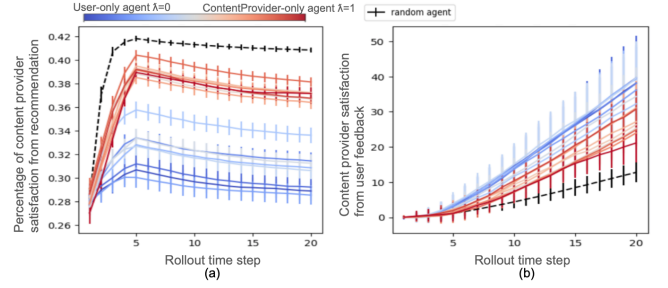 User-only agent λ=0
ContentProvider-only agent λ=1
random agent
(a)
(b)
Percentage of content provider
satisfaction from recommendation
0.42
0.40
0.38
0.36
0.34
0.32
0.30
0.28
0.26
5
10
15
20
Rollout time step
Content provider satisfaction
from user feedback
50
40
30
20
10
0
5
10
15
20
Rollout time step
(a)
(b)